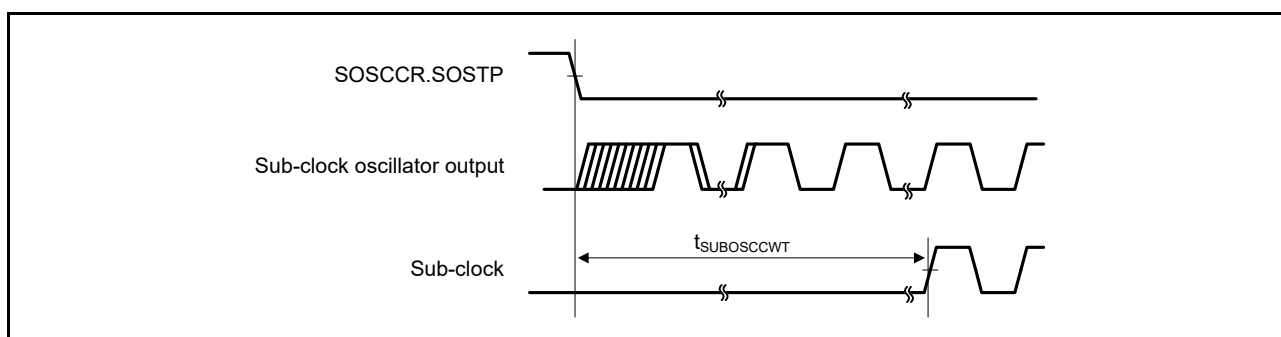 SOSCCR.SOSTP
Sub-clock oscillator output
tSUBOSCCWT
Sub-clock